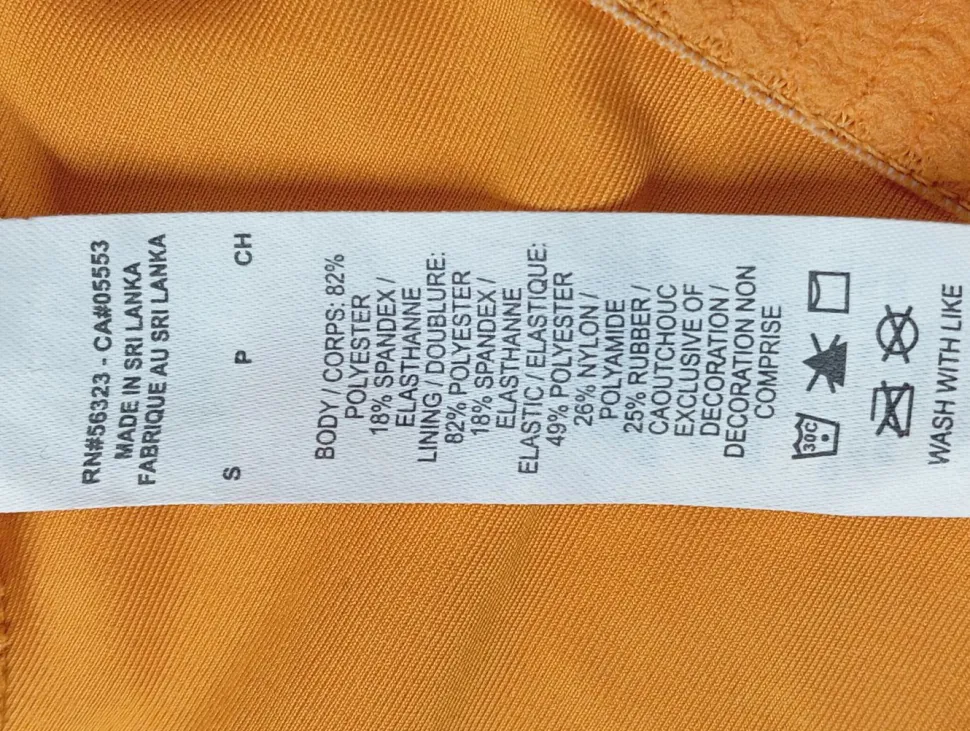 RN#56323 - CA#05553
MADE IN SRI LANKA
FABRIQUE AU SRI LANKA
S P CH
BODY / CORPS: 82%
POLYESTER
18% SPANDEX /
ELASTHANNE
LINING / DOUBLURE:
82% POLYESTER
18% SPANDEX /
ELASTHANNE
ELASTIC / ELASTIQUE:
49% POLYESTER
26% NYLON /
POLYAMIDE
25% RUBBER /
CAOUTCHOUC
EXCLUSIVE OF
DECORATION /
DECORATION NON
COMPRISE
30C
WASH WITH LIKE